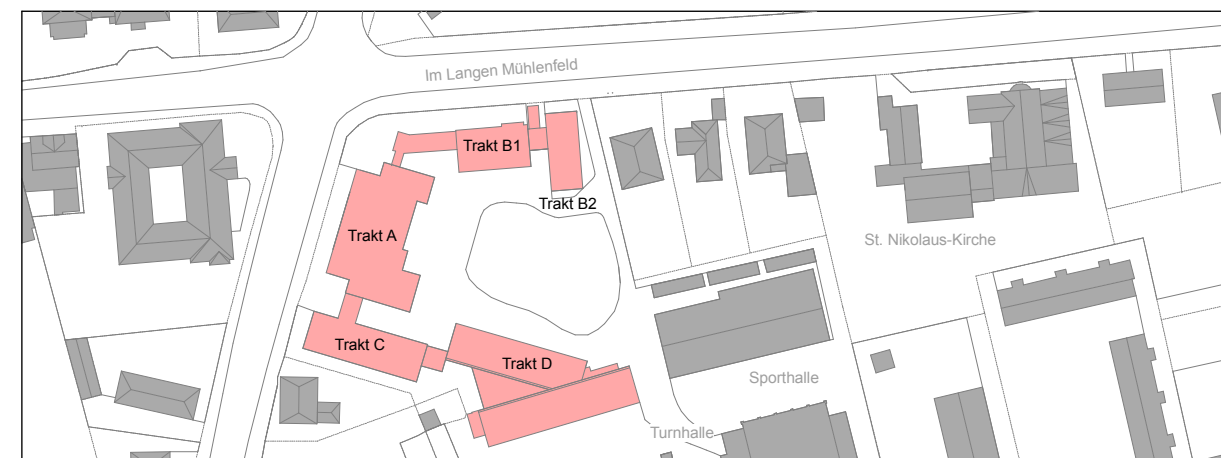 Im Langen Mühlenfeld
Trakt B1
Trakt B2
Trakt A
St. Nikolaus-Kirche
Trakt C
Trakt D
Sporthalle
Turnhalle